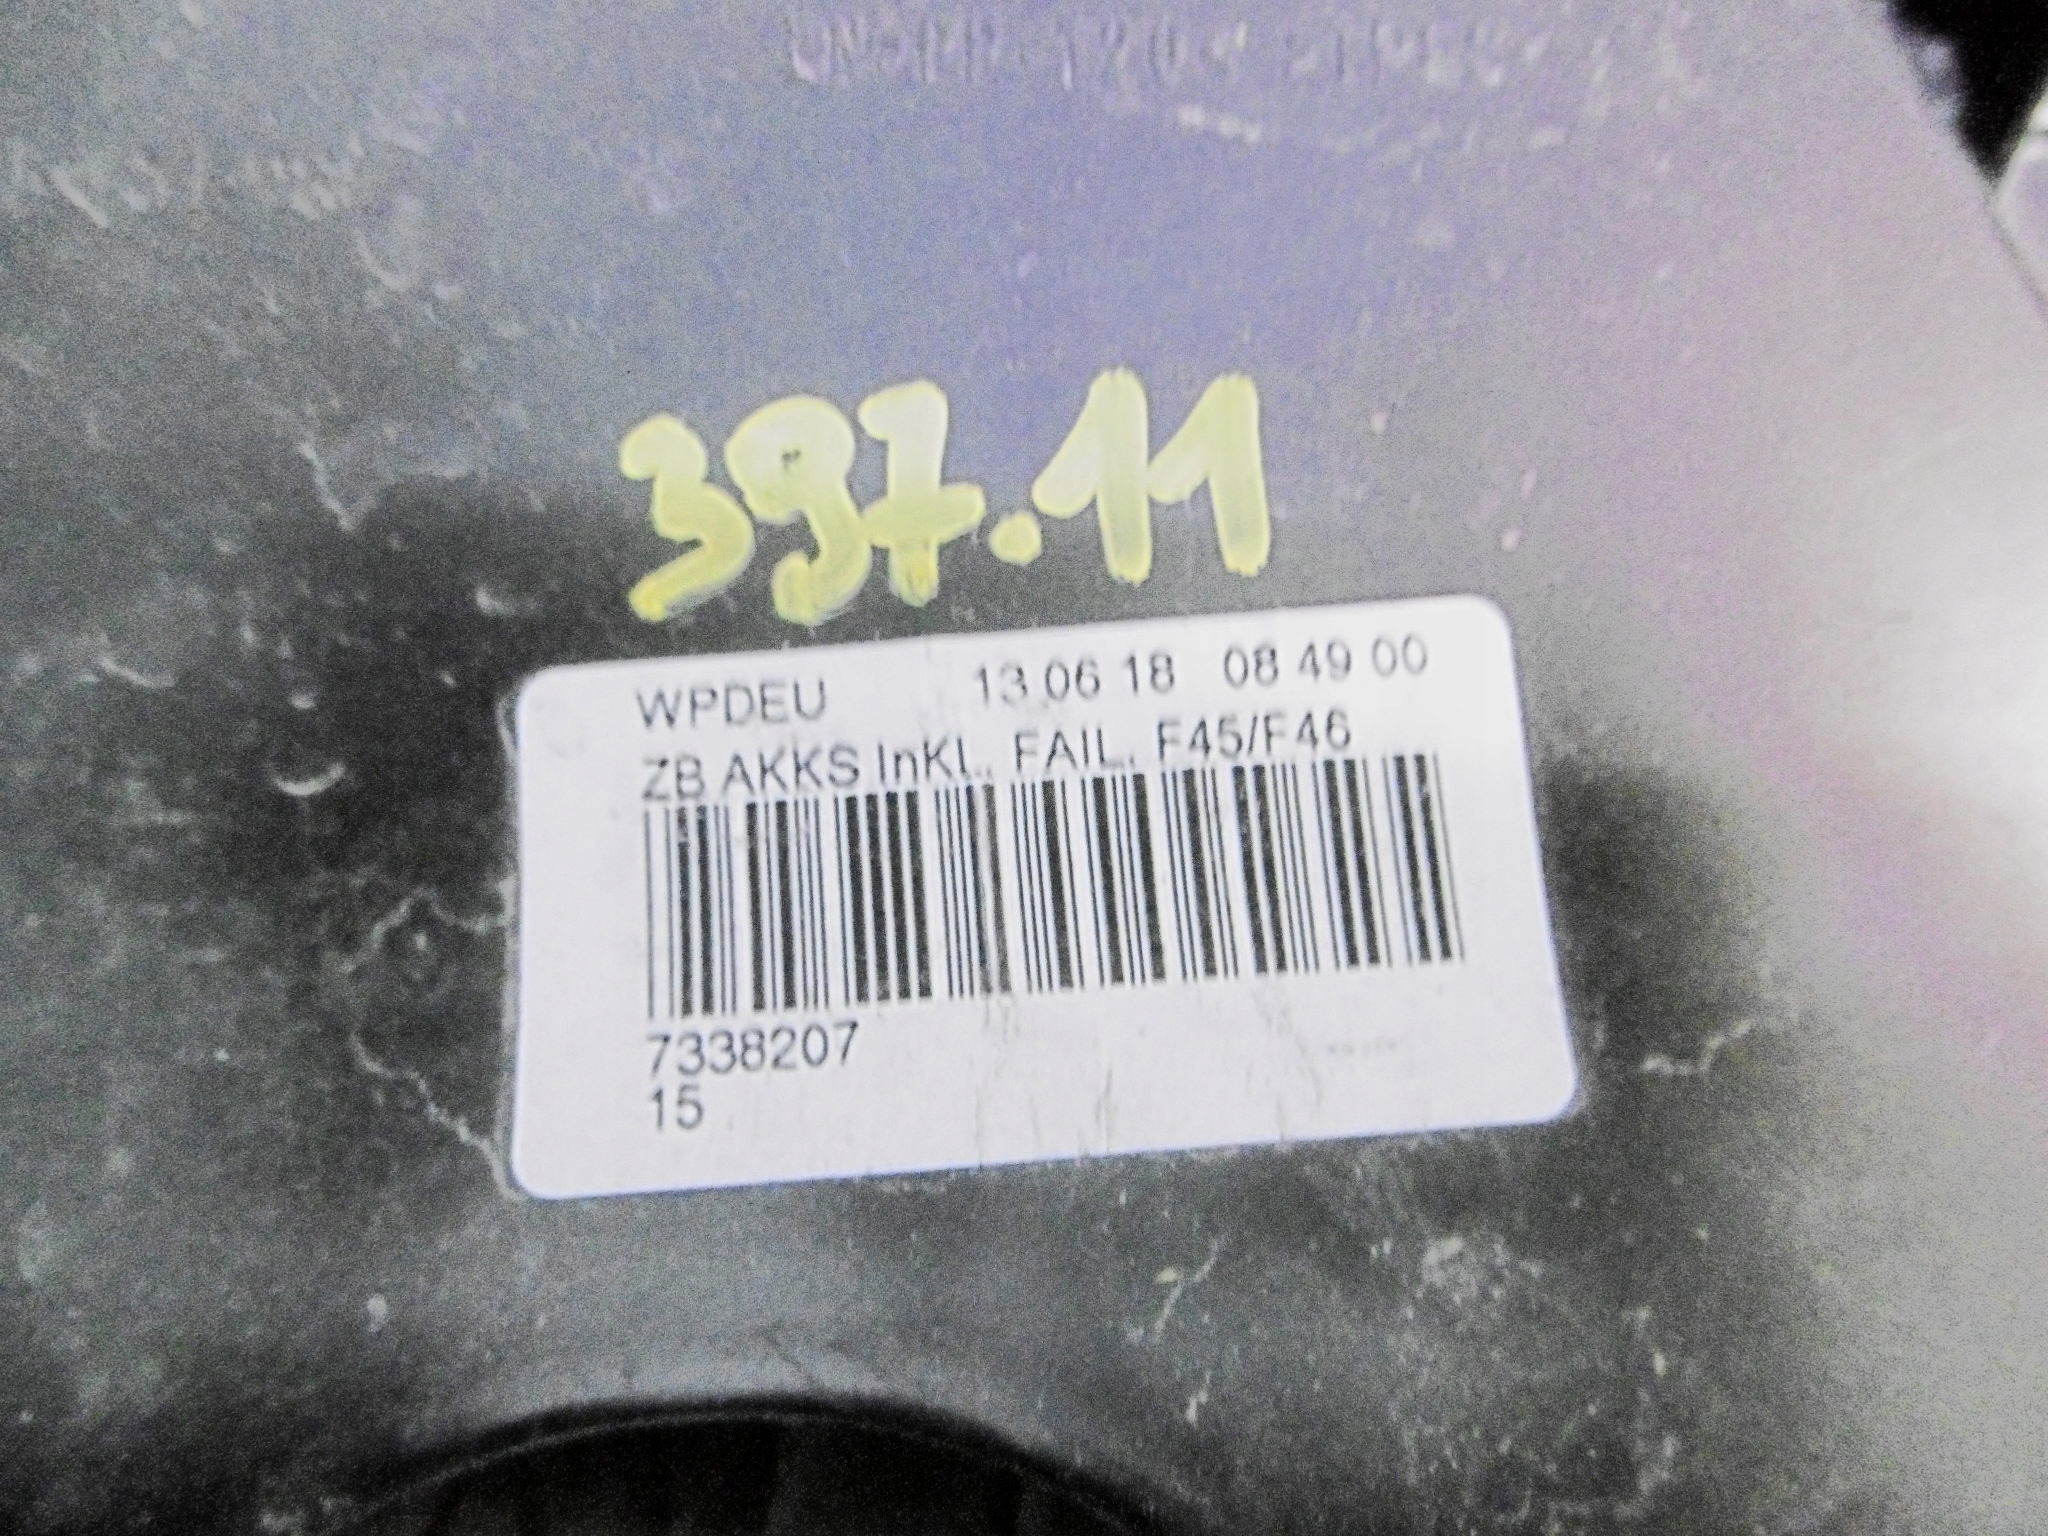 397.11
WPDEU 13 06 18 08 49 00
ZB AKKS InKl.. FAIL. F45/F46
7338207
15